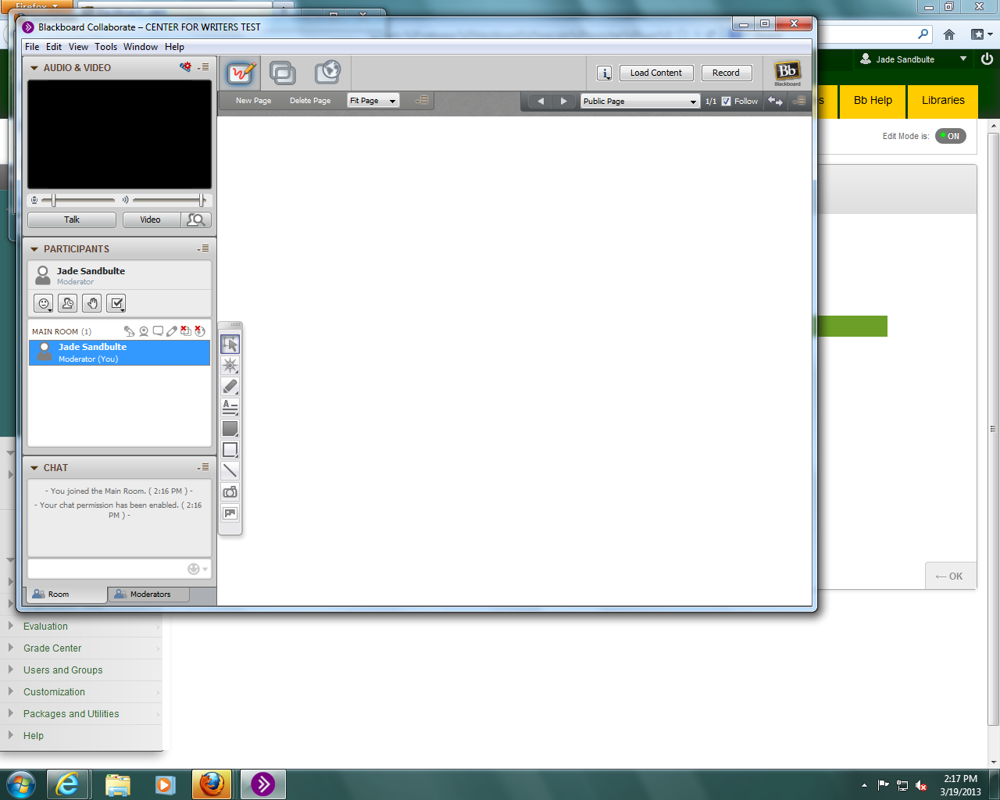 Firefox
Blackboard Collaborate – CENTER FOR WRITERS TEST
File Edit View Tools Window Help
AUDIO & VIDEO
Load Content
Record
Bb
Blackboard
New Page
Delete Page
Fit Page
Public Page
1/1
Follow
Talk
Video
PARTICIPANTS
Jade Sandbulte
Moderator
MAIN ROOM (1)
Jade Sandbulte
Moderator (You)
CHAT
- You joined the Main Room. ( 2:16 PM ) -
- Your chat permission has been enabled. ( 2:16
PM ) -
Room
Moderators
Jade Sandbulte
s
Bb Help
Libraries
Edit Mode is:
ON
OK
Evaluation
Grade Center
Users and Groups
Customization
Packages and Utilities
Help
2:17 PM
3/19/2013